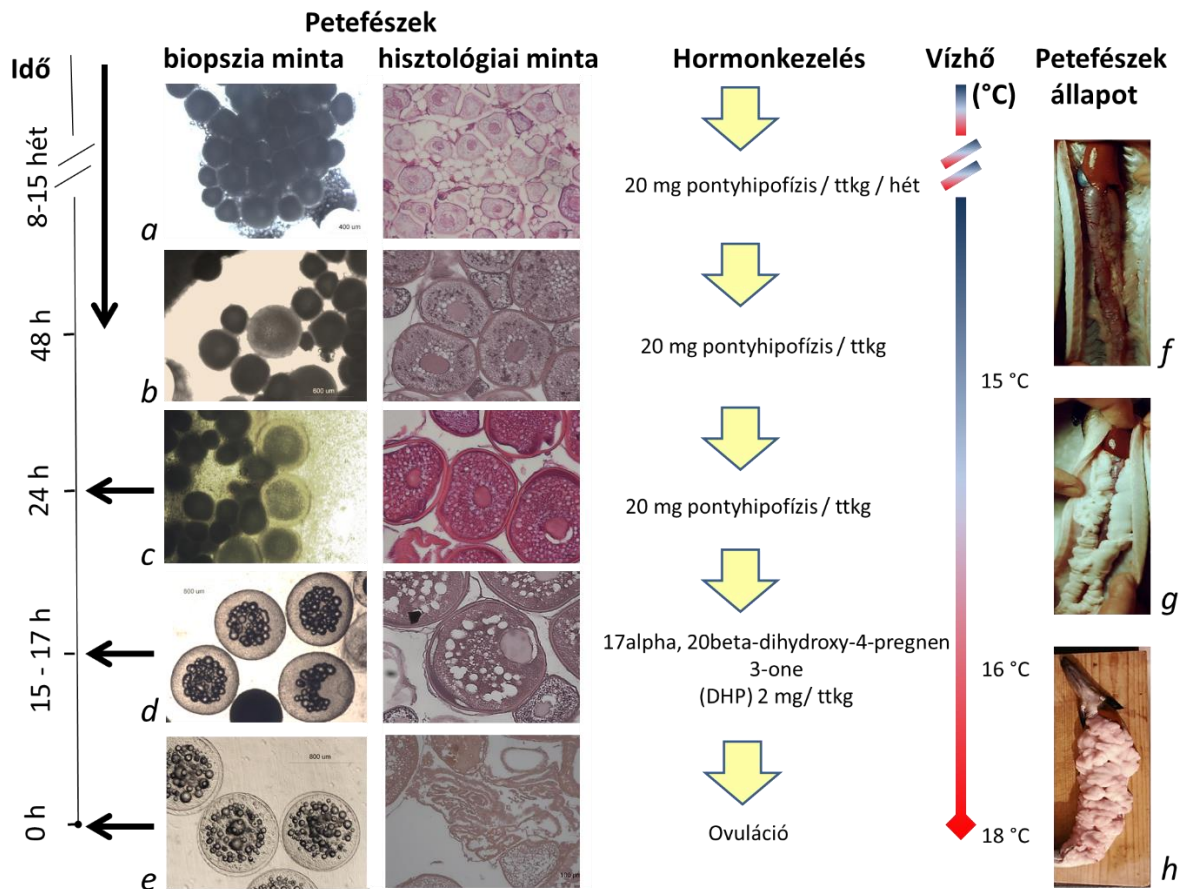 Petefészek
biopszia minta
hisztológiai minta
Hormonkezelés
Vízhő
(°C)
Petefészek
állapot
Idő
8-15 hét
48 h
24 h
15 - 17 h
0 h
a
400 um
b
600 um
c
d
800 um
e
800 um
20 mg pontyhipofízis / ttkg / hét
20 mg pontyhipofízis / ttkg
20 mg pontyhipofízis / ttkg
17alpha, 20beta-dihydroxy-4-pregnen
3-one
(DHP) 2 mg/ ttkg
Ovuláció
15 °C
16 °C
18 °C
f
g
h